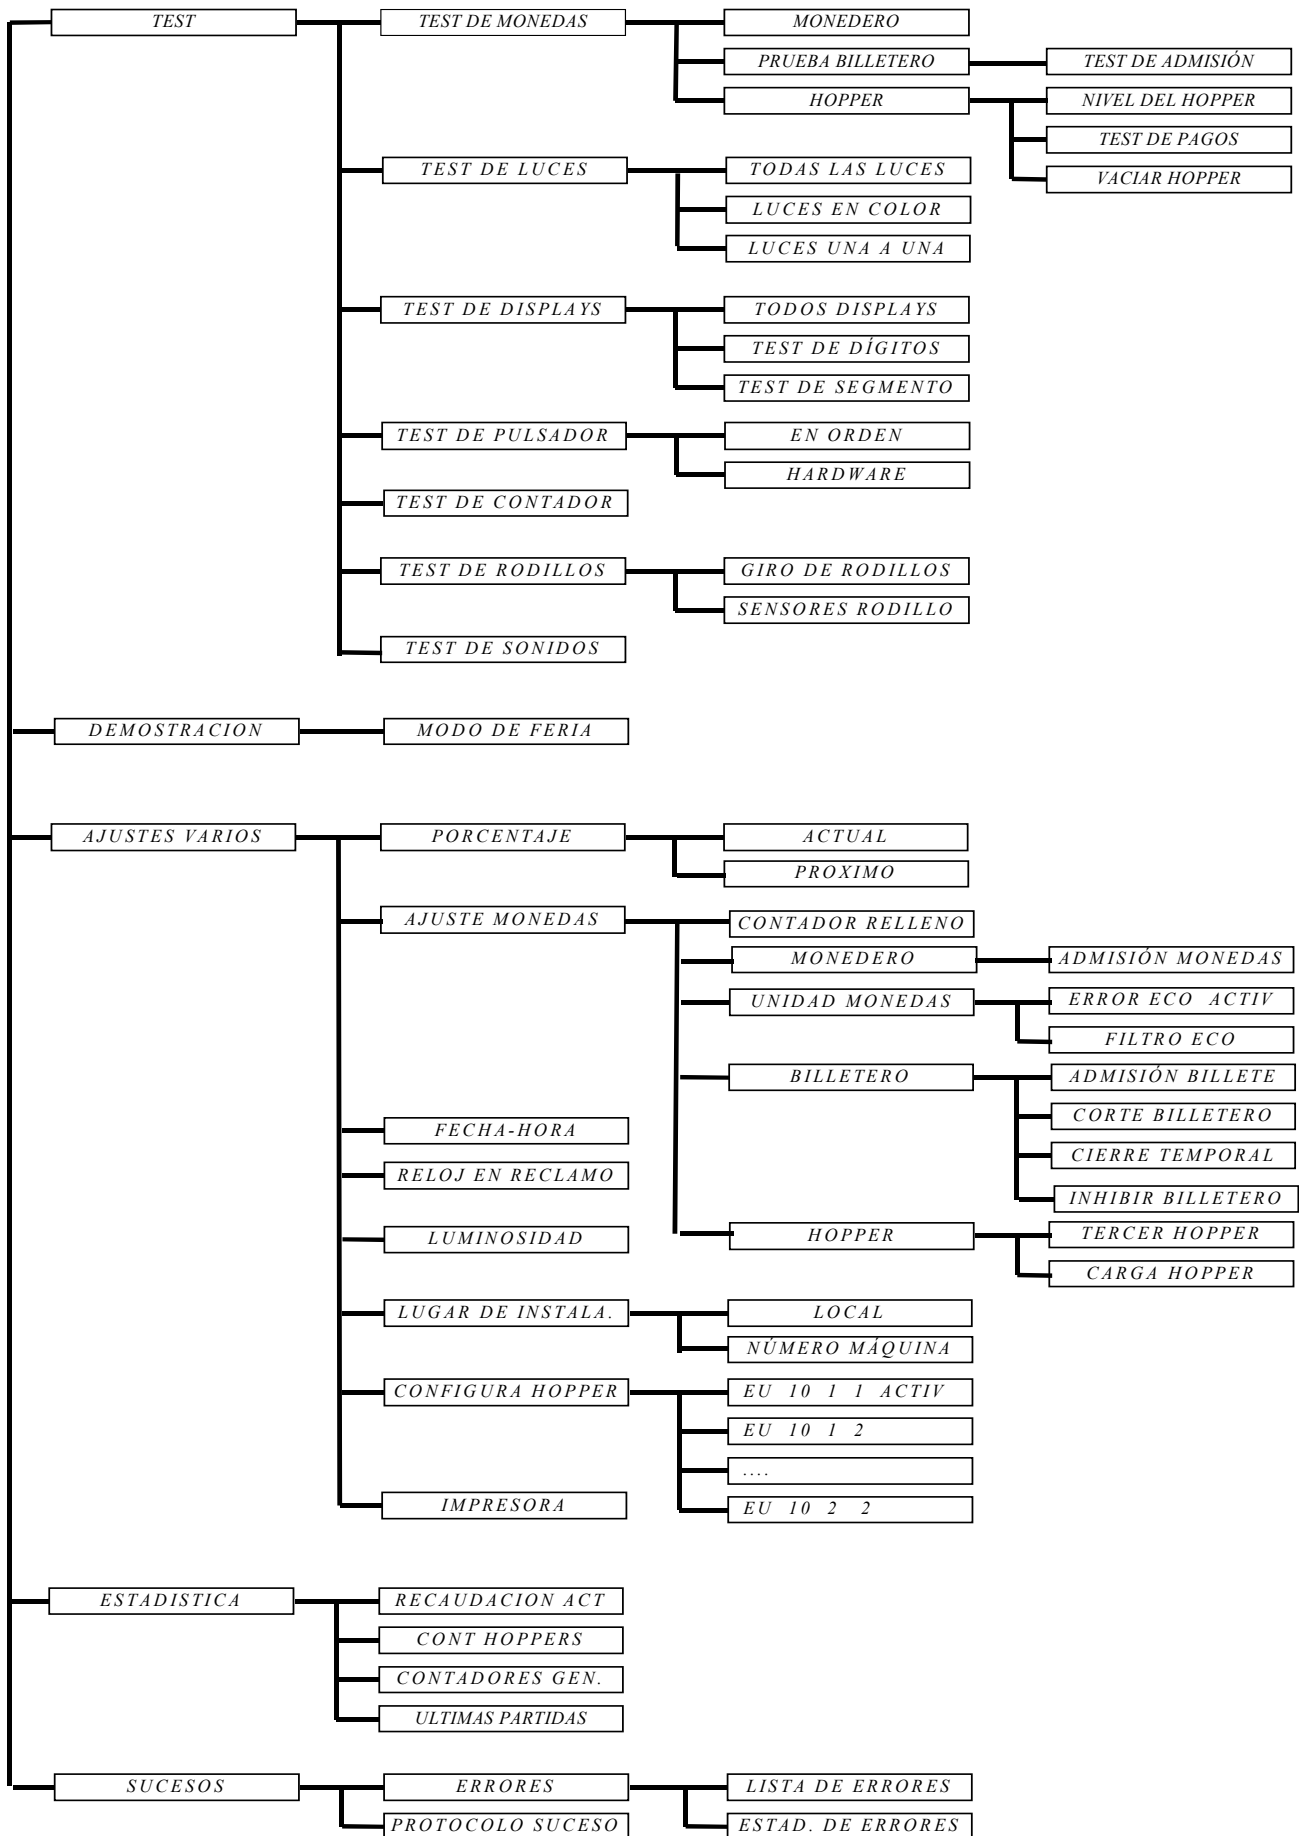 TEST
TEST DE MONEDAS
MONEDERO
PRUEBA BILLETERO
TEST DE ADMISIÓN
HOPPER
NIVEL DEL HOPPER
TEST DE PAGOS
VACIAR HOPPER
TEST DE LUCES
TODAS LAS LUCES
LUCES EN COLOR
LUCES UNA A UNA
TEST DE DISPLAYS
TODOS DISPLAYS
TEST DE DÍGITOS
TEST DE SEGMENTO
TEST DE PULSADOR
EN ORDEN
HARDWARE
TEST DE CONTADOR
TEST DE RODILLOS
GIRO DE RODILLOS
SENSORES RODILLO
TEST DE SONIDOS
DEMOSTRACION
MODO DE FERIA
AJUSTES VARIOS
PORCENTAJE
ACTUAL
PROXIMO
AJUSTE MONEDAS
CONTADOR RELLENO
MONEDERO
ADMISIÓN MONEDAS
UNIDAD MONEDAS
ERROR ECO ACTIV
FILTRO ECO
BILLETERO
ADMISIÓN BILLETE
CORTE BILLETERO
CIERRE TEMPORAL
INHIBIR BILLETERO
HOPPER
TERCER HOPPER
CARGA HOPPER
FECHA-HORA
RELOJ EN RECLAMO
LUMINOSIDAD
LUGAR DE INSTALA.
LOCAL
NÚMERO MÁQUINA
CONFIGURA HOPPER
EU 10 1 1 ACTIV
EU 10 1 2
....
EU 10 2 2
IMPRESORA
ESTADISTICA
RECAUDACION ACT
CONT HOPPERS
CONTADORES GEN.
ULTIMAS PARTIDAS
SUCESOS
ERRORES
LISTA DE ERRORES
ESTAD. DE ERRORES
PROTOCOLO SUCESO